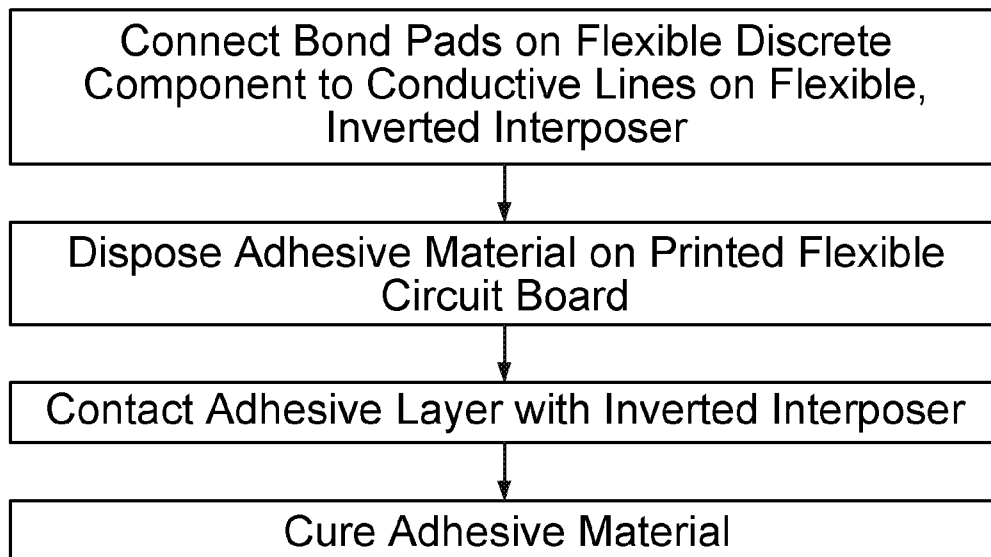 Connect Bond Pads on Flexible Discrete
Component to Conductive Lines on Flexible,
Inverted Interposer
Dispose Adhesive Material on Printed Flexible
Circuit Board
Contact Adhesive Layer with Inverted Interposer
Cure Adhesive Material